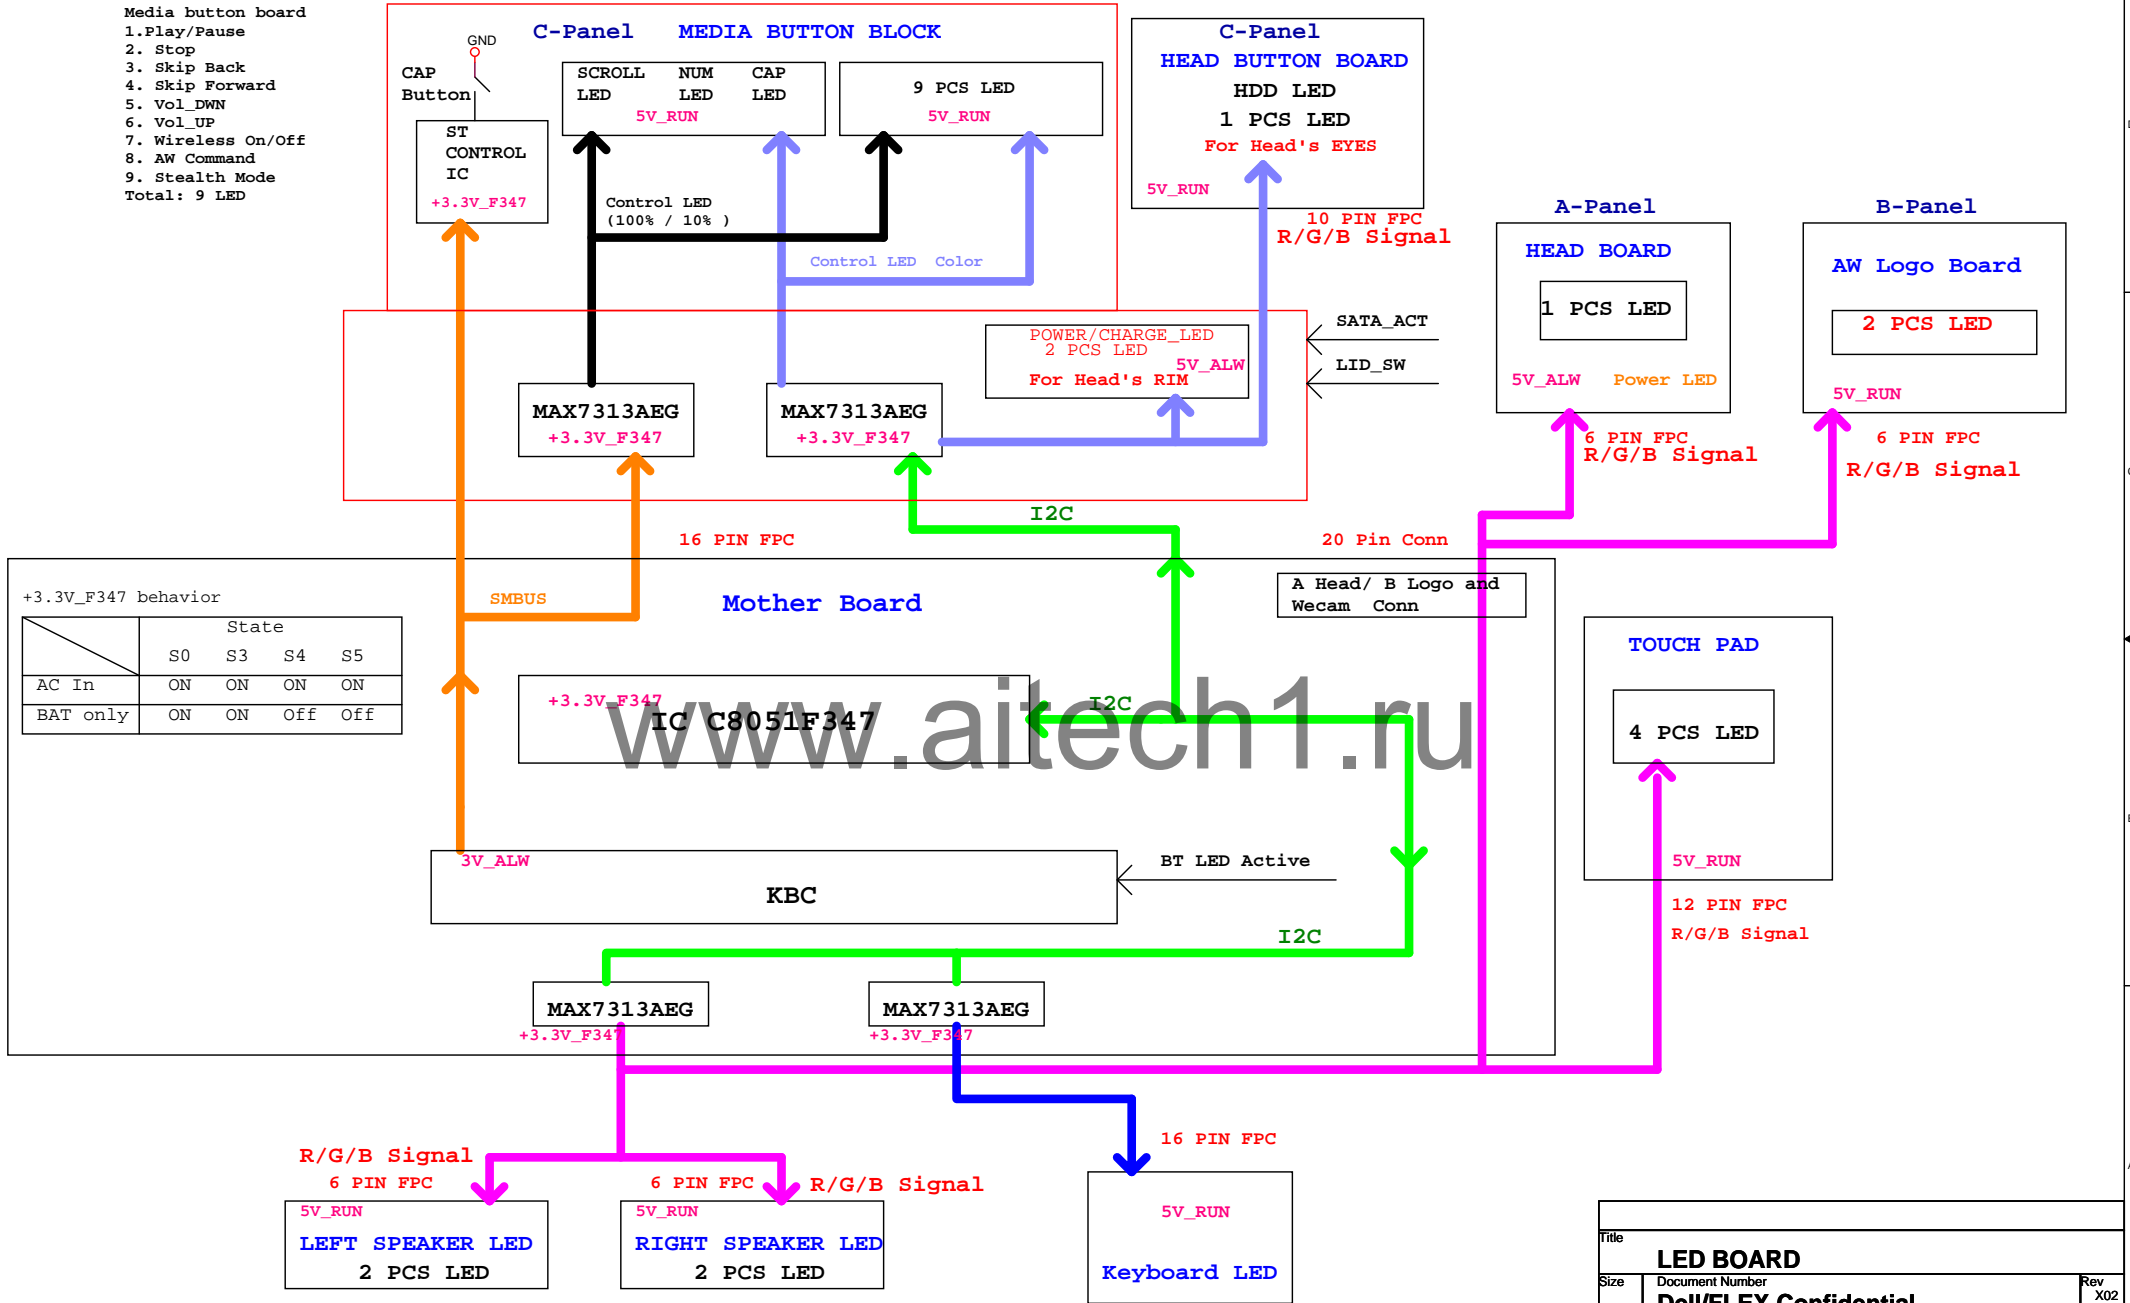 Media button board
1.Play/Pause
2. Stop
3. Skip Back
4. Skip Forward
5. Vol_DWN
6. Vol_UP
7. Wireless On/Off
8. AW Command
9. Stealth Mode
Total: 9 LED
C-Panel MEDIA BUTTON BLOCK
GND
CAP
Button
ST
CONTROL
IC
+3.3V_F347
SCROLL NUM CAP
LED LED LED
5V_RUN
9 PCS LED
5V_RUN
Control LED
(100% / 10% )
Control LED Color
C-Panel
HEAD BUTTON BOARD
HDD LED
1 PCS LED
For Head's EYES
5V_RUN
10 PIN FPC
R/G/B Signal
A-Panel
HEAD BOARD
1 PCS LED
5V_ALW Power LED
6 PIN FPC
R/G/B Signal
B-Panel
AW Logo Board
2 PCS LED
5V_RUN
6 PIN FPC
R/G/B Signal
POWER/CHARGE_LED
2 PCS LED
5V_ALW
For Head's RIM
SATA_ACT
LID_SW
MAX7313AEG
+3.3V_F347
MAX7313AEG
+3.3V_F347
I2C
16 PIN FPC
20 Pin Conn
A Head/ B Logo and
Wecam Conn
+3.3V_F347 behavior
State
S0 S3 S4 S5
AC In ON ON ON ON
BAT only ON ON Off Off
SMBUS
Mother Board
+3.3V_F347
IC C8051F347
I2C
www.aitech1.ru
TOUCH PAD
4 PCS LED
5V_RUN
12 PIN FPC
R/G/B Signal
3V_ALW
KBC
BT LED Active
I2C
MAX7313AEG
+3.3V_F347
MAX7313AEG
+3.3V_F347
R/G/B Signal
6 PIN FPC
5V_RUN
LEFT SPEAKER LED
2 PCS LED
6 PIN FPC
R/G/B Signal
5V_RUN
RIGHT SPEAKER LED
2 PCS LED
16 PIN FPC
5V_RUN
Keyboard LED
Title
LED BOARD
Size Document Number Rev
Dell/FLEX Confidential X02